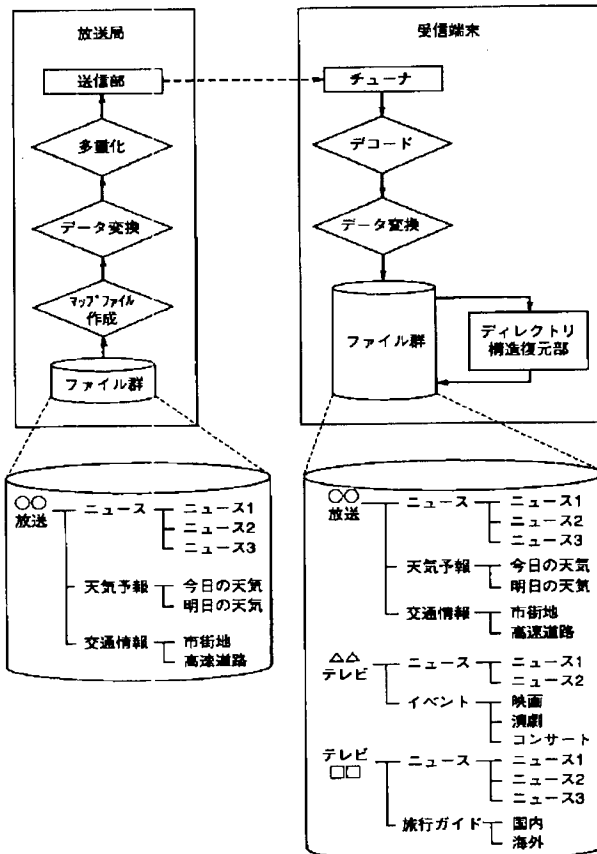 放送局
送信部
多重化
データ変換
マップファイル
作成
ファイル群
○○
放送
ニュース
ニュース1
ニュース2
ニュース3
天気予報
今日の天気
明日の天気
交通情報
市街地
高速道路
受信端末
チューナ
デコード
データ変換
ファイル群
ディレクトリ
構造復元部
○○
放送
ニュース
ニュース1
ニュース2
ニュース3
天気予報
今日の天気
明日の天気
交通情報
市街地
高速道路
△△
テレビ
ニュース
ニュース1
ニュース2
イベント
映画
演劇
コンサート
テレビ
□□
ニュース
ニュース1
ニュース2
ニュース3
旅行ガイド
国内
海外